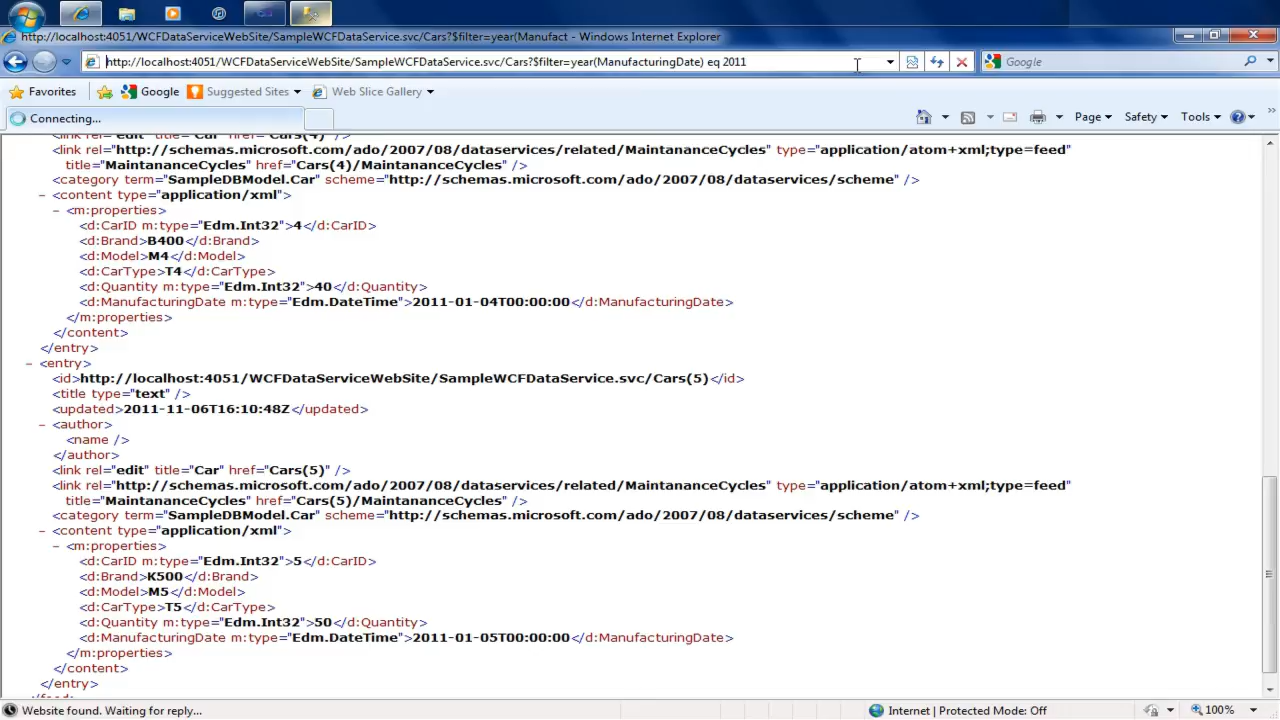 http://localhost:4051/WCFDataServiceWebSite/SampleWCFDataService.svc/Cars?$filter=year(Manufact - Windows Internet Explorer
http://localhost:4051/WCFDataServiceWebSite/SampleWCFDataService.svc/Cars?$filter=year(ManufacturingDate) eq 2011
Google
Favorites Google Suggested Sites Web Slice Gallery
Connecting...
Page Safety Tools
<link rel="edit" title="Car" href="Cars(4)" />
<link rel="http://schemas.microsoft.com/ado/2007/08/dataservices/related/MaintananceCycles" type="application/atom+xml;type=feed"
title="MaintananceCycles" href="Cars(4)/MaintananceCycles" />
<category term="SampleDBModel.Car" scheme="http://schemas.microsoft.com/ado/2007/08/dataservices/scheme" />
- <content type="application/xml">
- <m:properties>
<d:CarID m:type="Edm.Int32">4</d:CarID>
<d:Brand>B400</d:Brand>
<d:Model>M4</d:Model>
<d:CarType>T4</d:CarType>
<d:Quantity m:type="Edm.Int32">40</d:Quantity>
<d:ManufacturingDate m:type="Edm.DateTime">2011-01-04T00:00:00</d:ManufacturingDate>
</m:properties>
</content>
</entry>
- <entry>
<id>http://localhost:4051/WCFDataServiceWebSite/SampleWCFDataService.svc/Cars(5)</id>
<title type="text" />
<updated>2011-11-06T16:10:48Z</updated>
- <author>
<name />
</author>
<link rel="edit" title="Car" href="Cars(5)" />
<link rel="http://schemas.microsoft.com/ado/2007/08/dataservices/related/MaintananceCycles" type="application/atom+xml;type=feed"
title="MaintananceCycles" href="Cars(5)/MaintananceCycles" />
<category term="SampleDBModel.Car" scheme="http://schemas.microsoft.com/ado/2007/08/dataservices/scheme" />
- <content type="application/xml">
- <m:properties>
<d:CarID m:type="Edm.Int32">5</d:CarID>
<d:Brand>K500</d:Brand>
<d:Model>M5</d:Model>
<d:CarType>T5</d:CarType>
<d:Quantity m:type="Edm.Int32">50</d:Quantity>
<d:ManufacturingDate m:type="Edm.DateTime">2011-01-05T00:00:00</d:ManufacturingDate>
</m:properties>
</content>
</entry>
</feed>
Website found. Waiting for reply...
Internet | Protected Mode: Off
100%